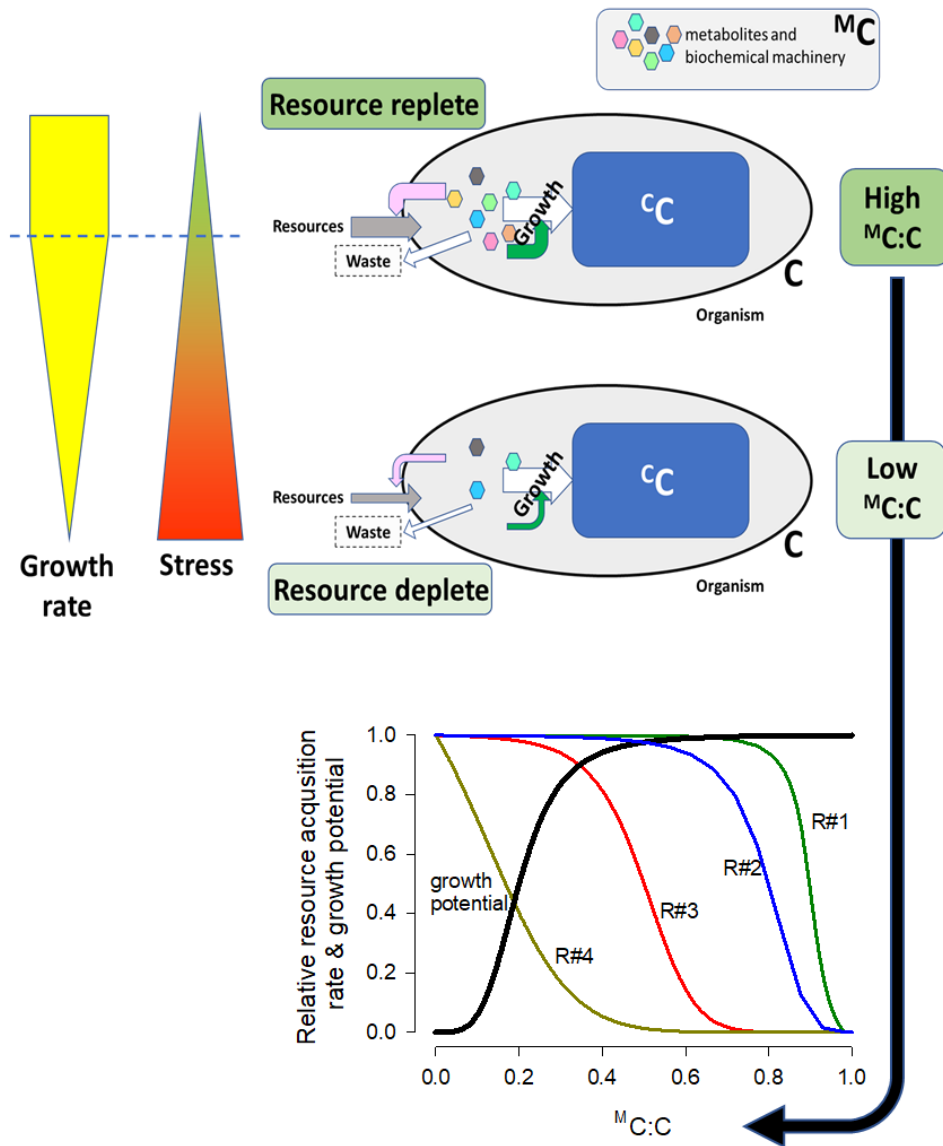 ᴹC
metabolites and
biochemical machinery
Resource replete
Resources
Waste
Growth
ᶜC
C
Organism
High
ᴹC:C
Resources
Waste
Growth
ᶜC
C
Organism
Low
ᴹC:C
Resource deplete
Growth
rate
Stress
Relative resource acqusition
rate & growth potential
1.0
0.8
0.6
0.4
0.2
0.0
growth
potential
R#4
R#3
R#2
R#1
0.0 0.2 0.4 0.6 0.8 1.0
ᴹC:C